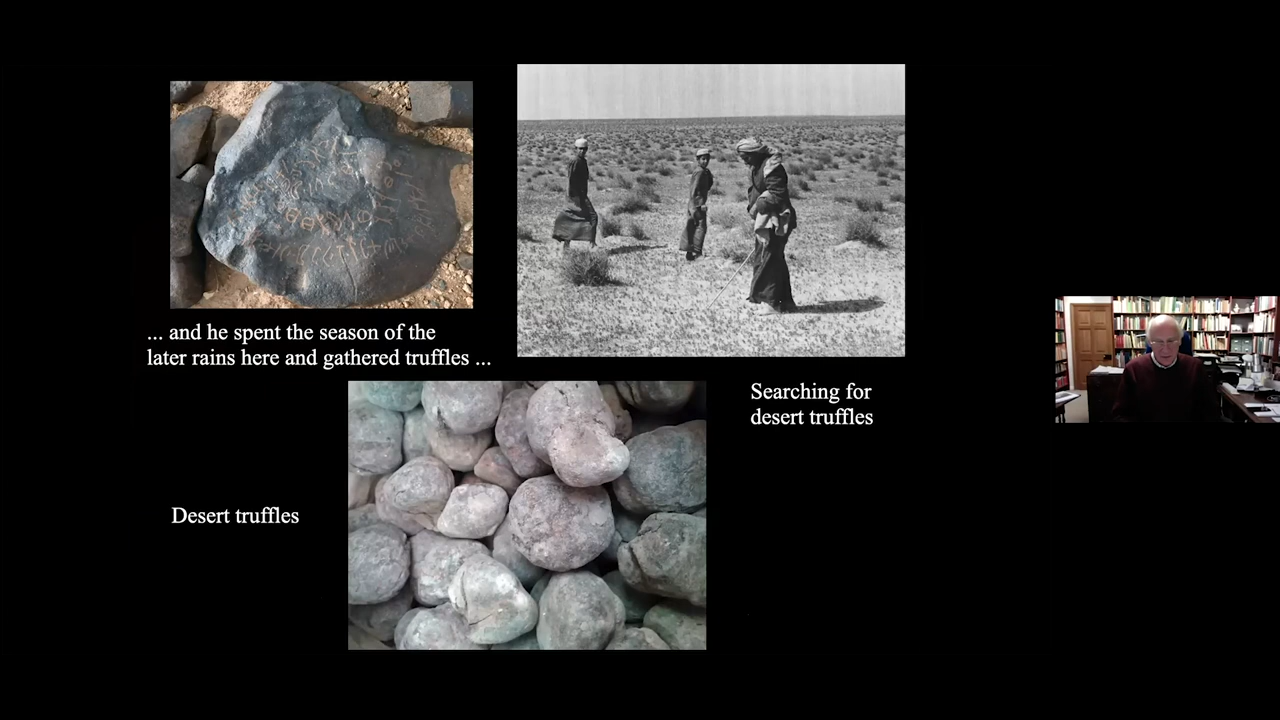 ... and he spent the season of the
later rains here and gathered truffles ...
Searching for
desert truffles
Desert truffles